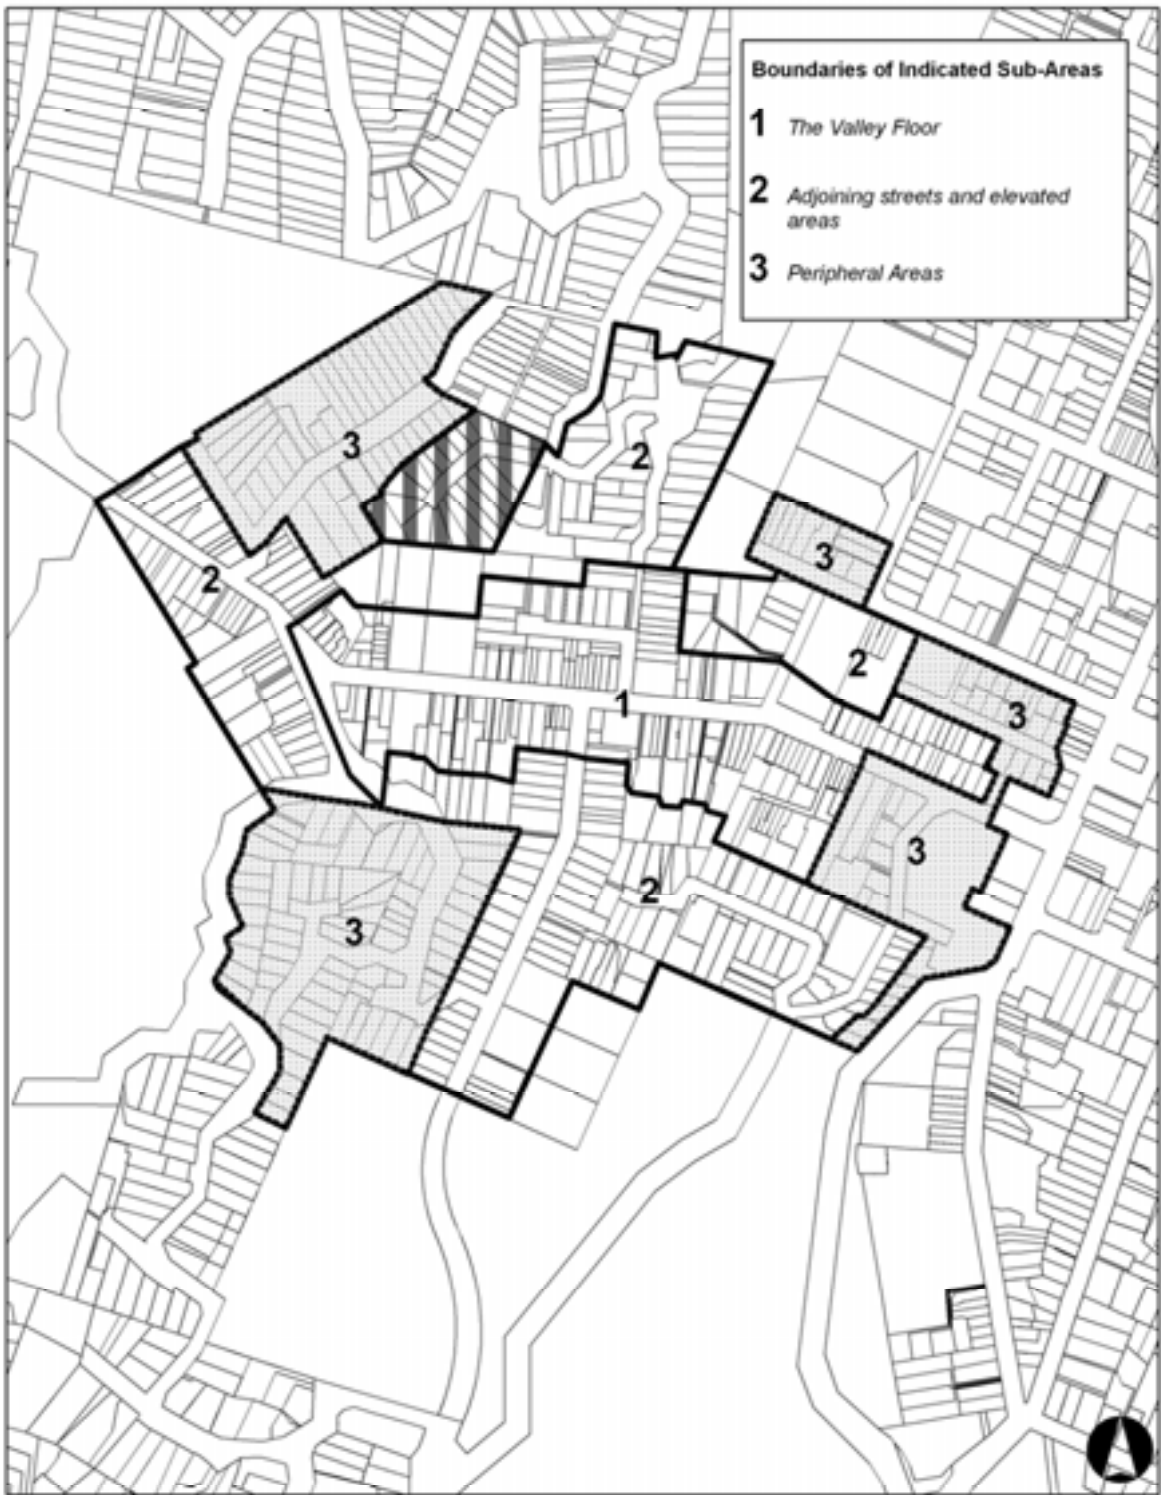 Boundaries of Indicated Sub-Areas
1 The Valley Floor
2 Adjoining streets and elevated
areas
3 Peripheral Areas
3
2
3
2
2
3
1
3
2
3